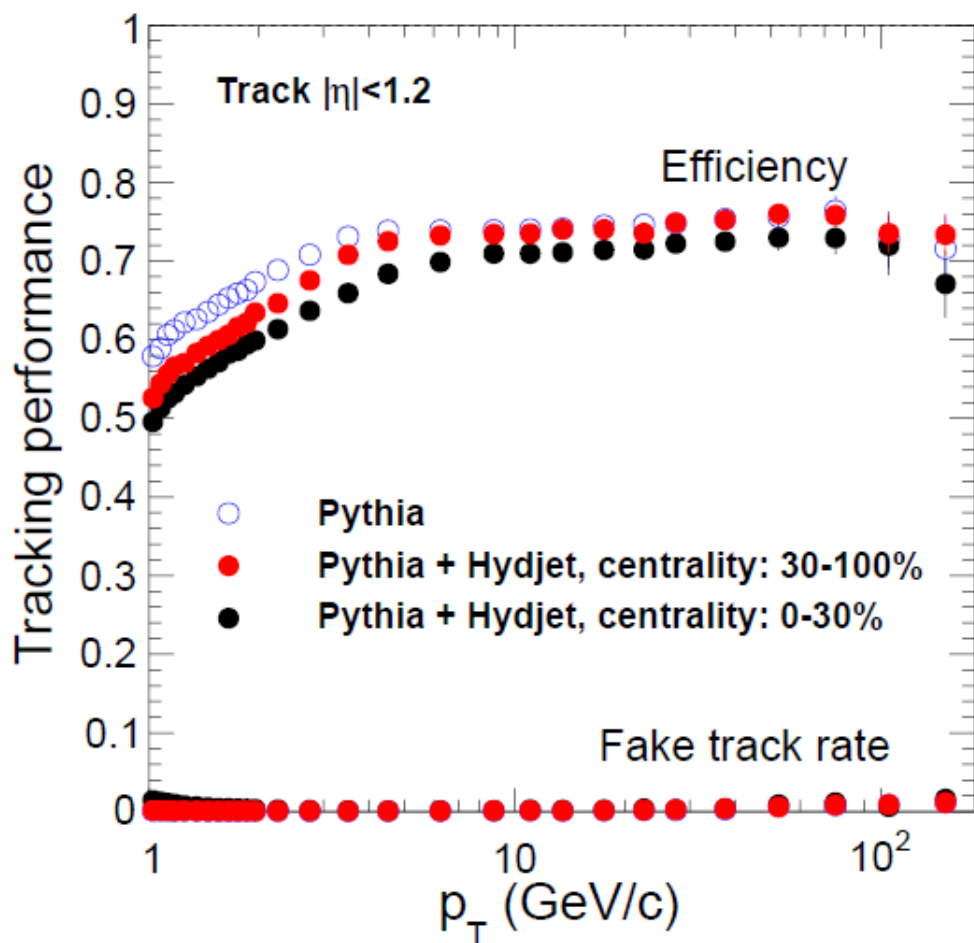 Tracking performance
1
0.9
0.8
0.7
0.6
0.5
0.4
0.3
0.2
0.1
0
Track |η|<1.2
Efficiency
Pythia
Pythia + Hydjet, centrality: 30-100%
Pythia + Hydjet, centrality: 0-30%
Fake track rate
1 10 10²
p_T (GeV/c)